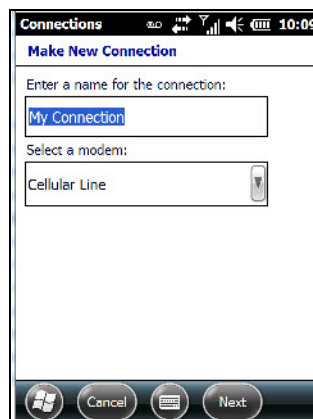 Connections 10:09
Make New Connection
Enter a name for the connection:
My Connection
Select a modem:
Cellular Line
Cancel Next